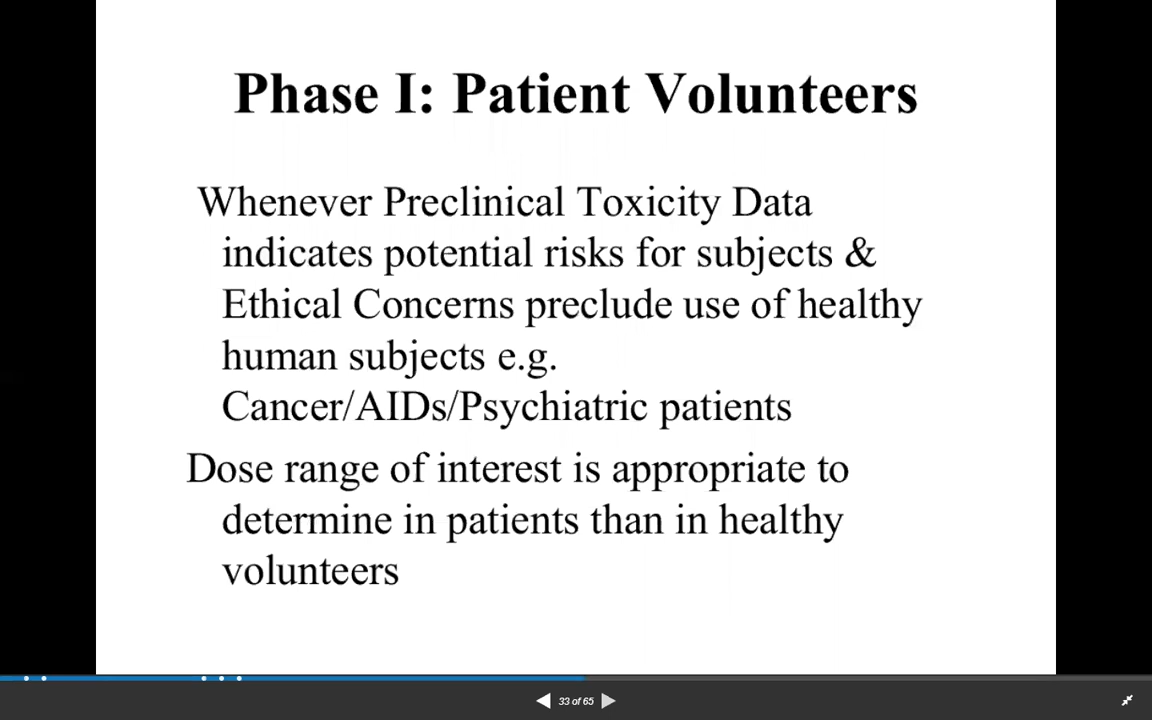 Phase I: Patient Volunteers
Whenever Preclinical Toxicity Data
indicates potential risks for subjects &
Ethical Concerns preclude use of healthy
human subjects e.g.
Cancer/AIDs/Psychiatric patients
Dose range of interest is appropriate to
determine in patients than in healthy
volunteers
33 of 65